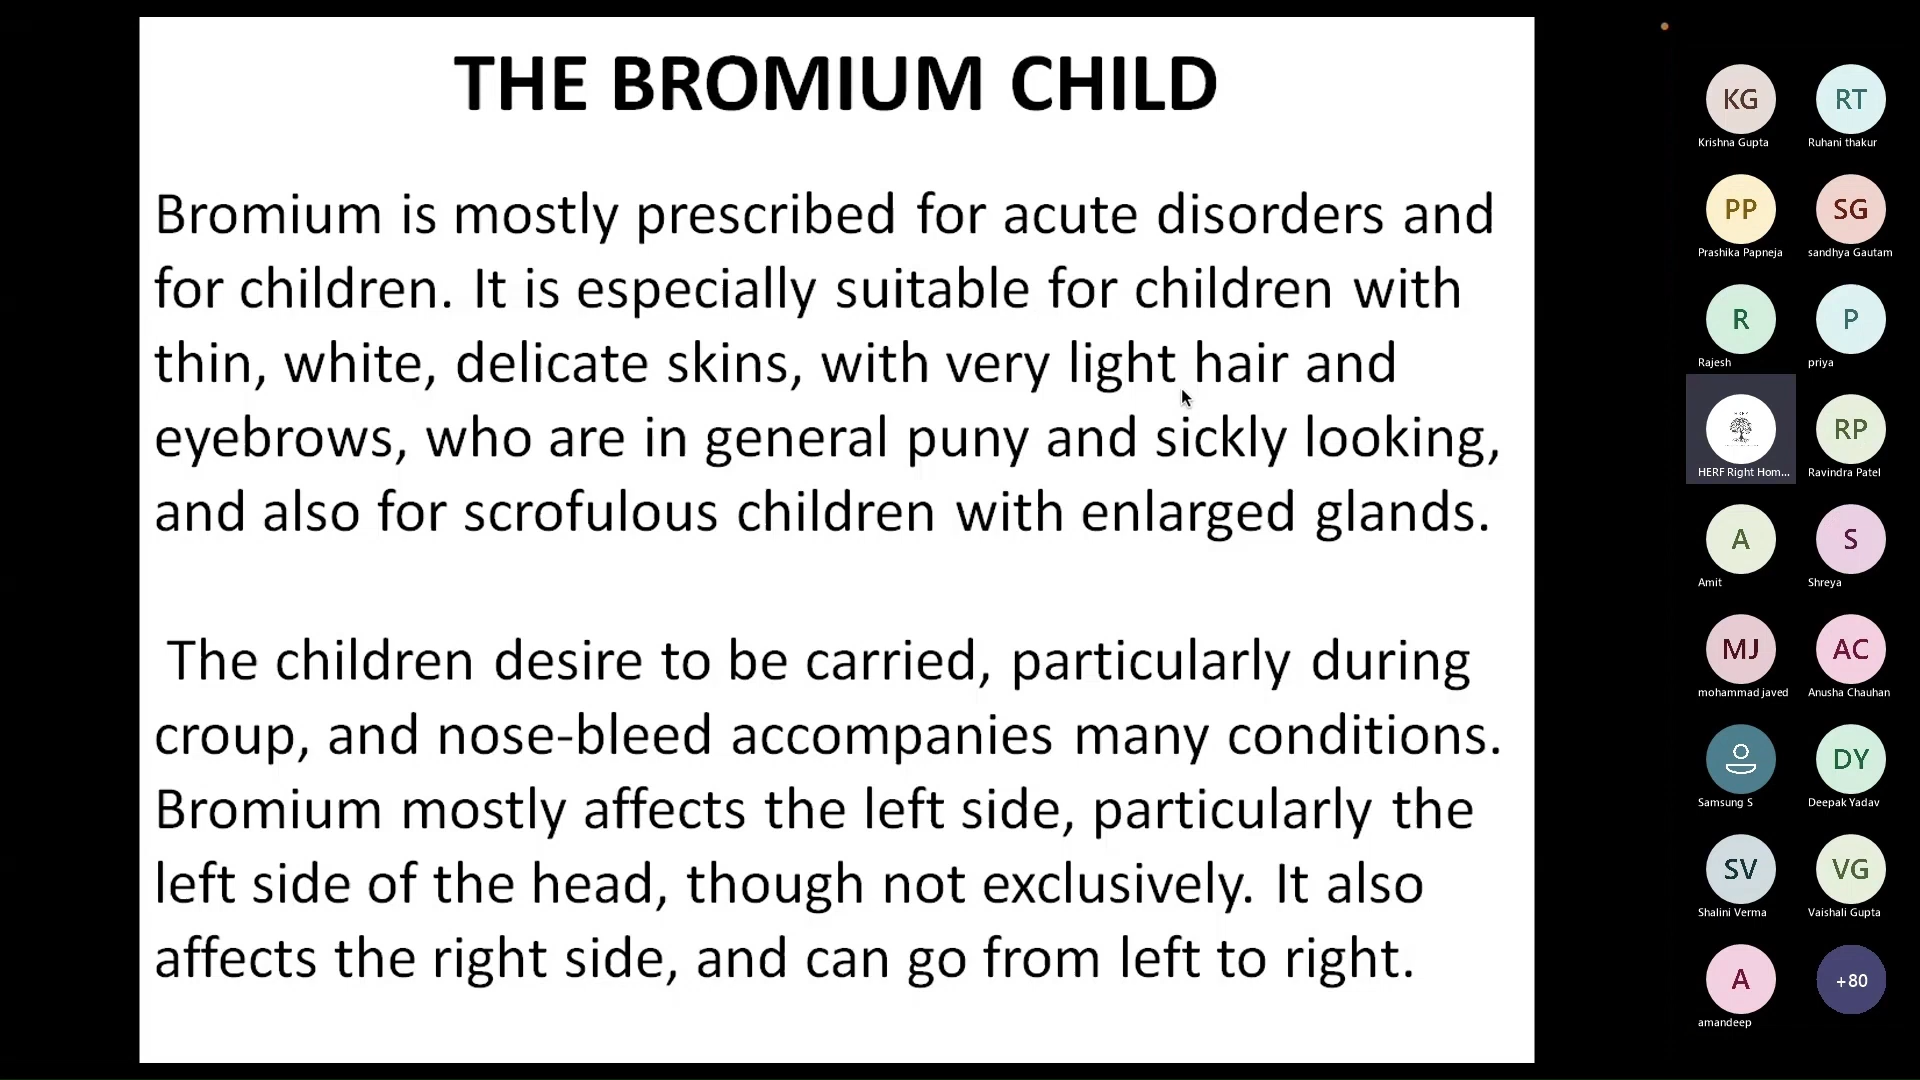 THE BROMIUM CHILD
Bromium is mostly prescribed for acute disorders and
for children. It is especially suitable for children with
thin, white, delicate skins, with very light hair and
eyebrows, who are in general puny and sickly looking,
and also for scrofulous children with enlarged glands.
The children desire to be carried, particularly during
croup, and nose-bleed accompanies many conditions.
Bromium mostly affects the left side, particularly the
left side of the head, though not exclusively. It also
affects the right side, and can go from left to right.
KG
Krishna Gupta
RT
Ruhani thakur
PP
Prashika Papneja
SG
sandhya Gautam
R
Rajesh
P
priya
HERF Right Hom...
RP
Ravindra Patel
A
Amit
S
Shreya
MJ
mohammad javed
AC
Anusha Chauhan
Samsung S
DY
Deepak Yadav
SV
Shalini Verma
VG
Vaishali Gupta
A
amandeep
+80